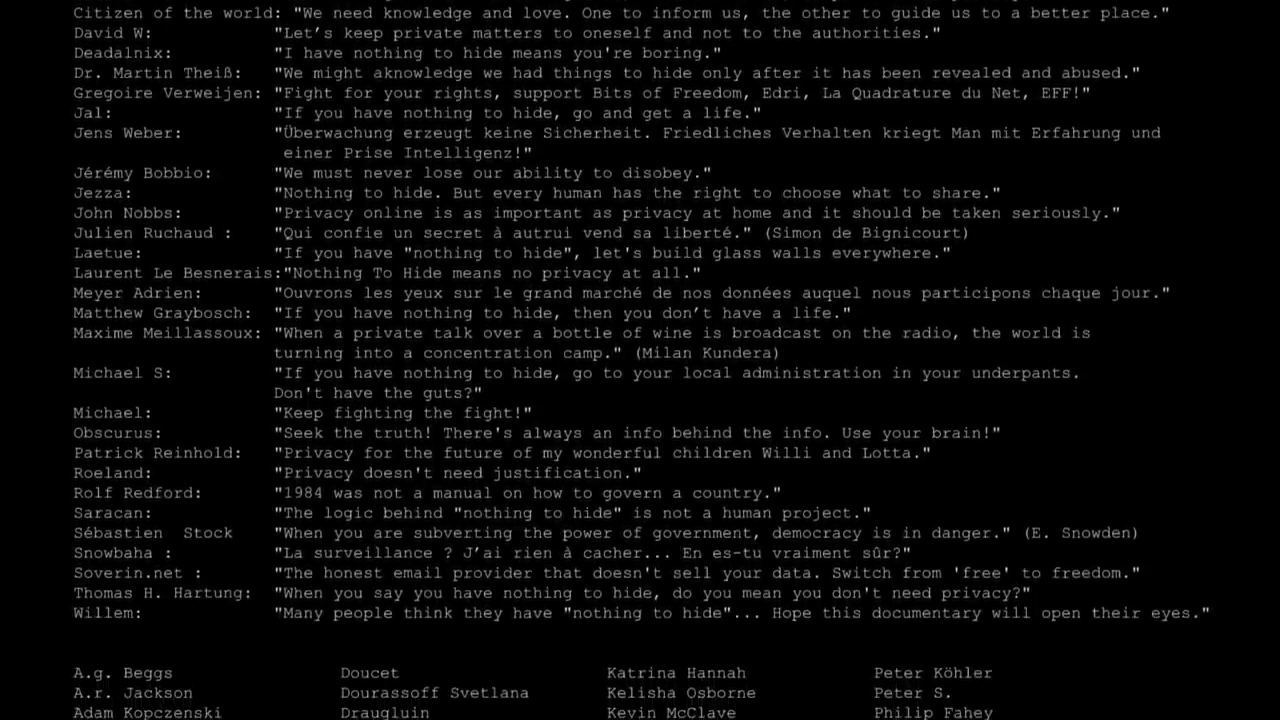 Citizen of the world: "We need knowledge and love. One to inform us, the other to guide us to a better place."
David W: "Let’s keep private matters to oneself and not to the authorities."
Deadalnix: "I have nothing to hide means you're boring."
Dr. Martin Theiß: "We might aknowledge we had things to hide only after it has been revealed and abused."
Gregoire Verweijen: "Fight for your rights, support Bits of Freedom, Edri, La Quadrature du Net, EFF!"
Jal: "If you have nothing to hide, go and get a life."
Jens Weber: "Überwachung erzeugt keine Sicherheit. Friedliches Verhalten kriegt Man mit Erfahrung und
einer Prise Intelligenz!"
Jérémy Bobbio: "We must never lose our ability to disobey."
Jezza: "Nothing to hide. But every human has the right to choose what to share."
John Nobbs: "Privacy online is as important as privacy at home and it should be taken seriously."
Julien Ruchaud : "Qui confie un secret à autrui vend sa liberté." (Simon de Bignicourt)
Laetue: "If you have "nothing to hide", let's build glass walls everywhere."
Laurent Le Besnerais:"Nothing To Hide means no privacy at all."
Meyer Adrien: "Ouvrons les yeux sur le grand marché de nos données auquel nous participons chaque jour."
Matthew Graybosch: "If you have nothing to hide, then you don’t have a life."
Maxime Meillassoux: "When a private talk over a bottle of wine is broadcast on the radio, the world is
turning into a concentration camp." (Milan Kundera)
Michael S: "If you have nothing to hide, go to your local administration in your underpants.
Don't have the guts?"
Michael: "Keep fighting the fight!"
Obscurus: "Seek the truth! There's always an info behind the info. Use your brain!"
Patrick Reinhold: "Privacy for the future of my wonderful children Willi and Lotta."
Roeland: "Privacy doesn't need justification."
Rolf Redford: "1984 was not a manual on how to govern a country."
Saracan: "The logic behind "nothing to hide" is not a human project."
Sébastien Stock "When you are subverting the power of government, democracy is in danger." (E. Snowden)
Snowbaha : "La surveillance ? J’ai rien à cacher... En es-tu vraiment sûr?"
Soverin.net : "The honest email provider that doesn't sell your data. Switch from 'free' to freedom."
Thomas H. Hartung: "When you say you have nothing to hide, do you mean you don't need privacy?"
Willem: "Many people think they have "nothing to hide"... Hope this documentary will open their eyes."
A.g. Beggs Doucet Katrina Hannah Peter Köhler
A.r. Jackson Dourassoff Svetlana Kelisha Osborne Peter S.
Adam Kopczenski Draugluin Kevin McClave Philip Fahey